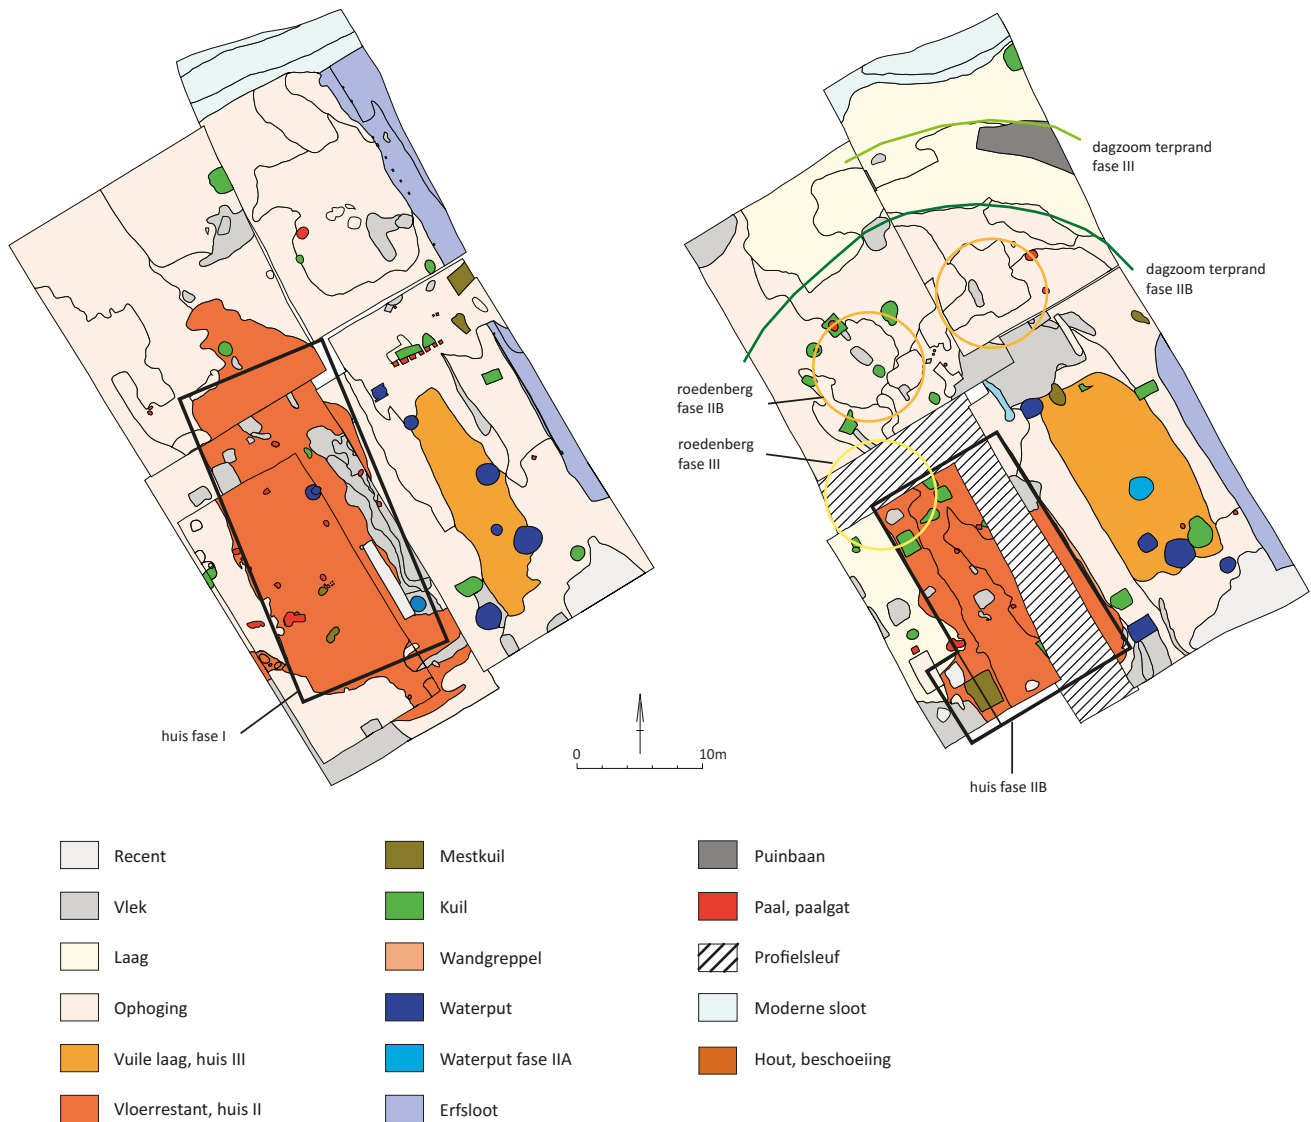 dagzoom terprand
fase III
dagzoom terprand
fase IIB
roedenberg
fase IIB
roedenberg
fase III
huis fase I
0
10m
huis fase IIB
Recent
Vlek
Laag
Ophoging
Vuile laag, huis III
Vloerrestant, huis II
Mestkuil
Kuil
Wandgreppel
Waterput
Waterput fase IIA
Erfsloot
Puinbaan
Paal, paalgat
Profielsleuf
Moderne sloot
Hout, beschoeiing